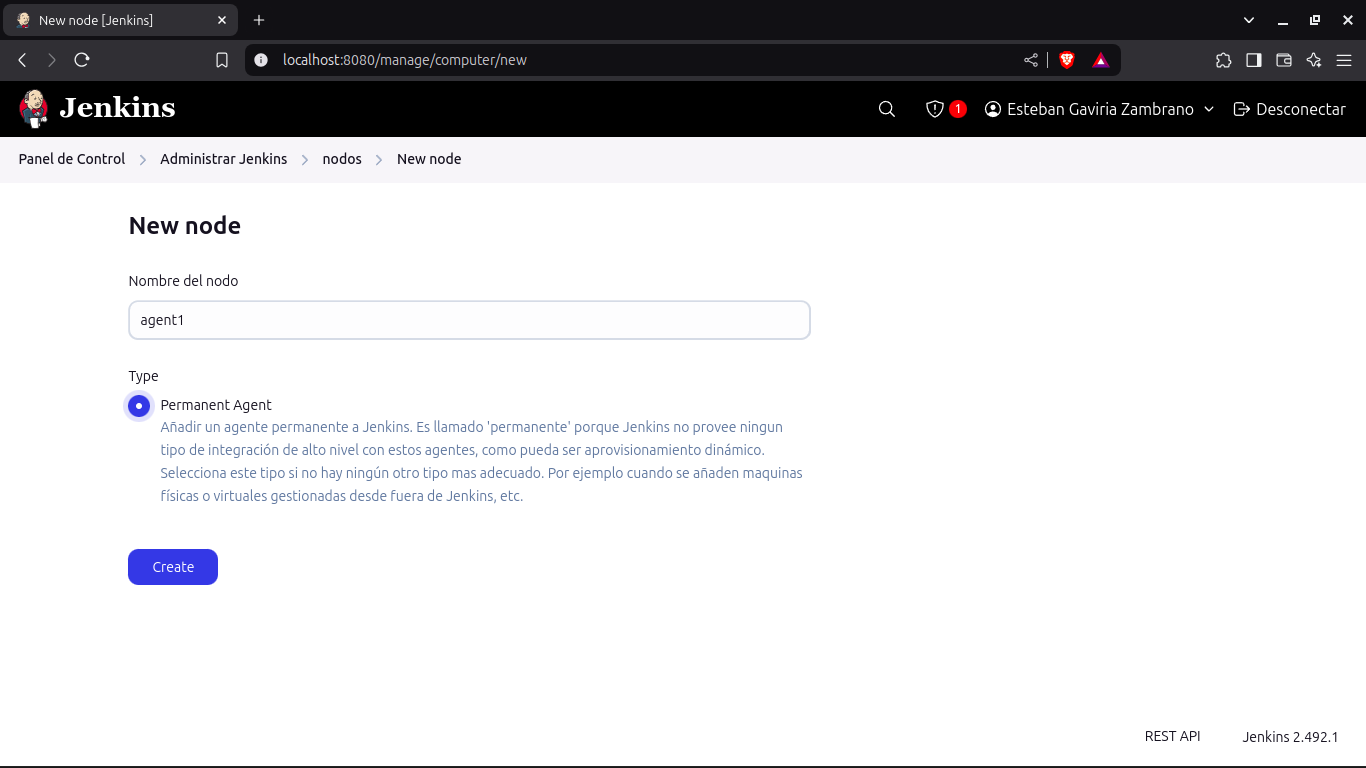 New node [Jenkins]
localhost:8080/manage/computer/new
Jenkins
1
Esteban Gaviria Zambrano
Desconectar
Panel de Control
Administrar Jenkins
nodos
New node
New node
Nombre del nodo
agent1
Type
Permanent Agent
Añadir un agente permanente a Jenkins. Es llamado 'permanente' porque Jenkins no provee ningun
tipo de integración de alto nivel con estos agentes, como pueda ser aprovisionamiento dinámico.
Selecciona este tipo si no hay ningún otro tipo mas adecuado. Por ejemplo cuando se añaden maquinas
físicas o virtuales gestionadas desde fuera de Jenkins, etc.
Create
REST API
Jenkins 2.492.1